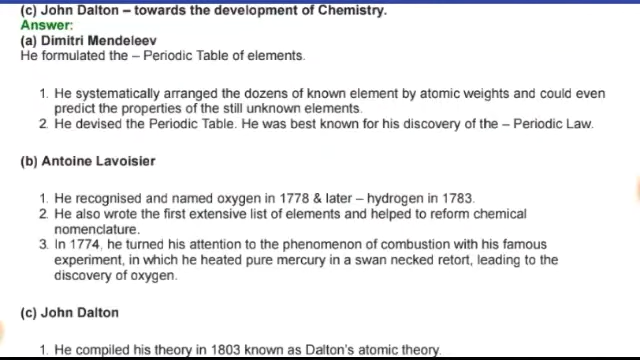 (c) John Dalton – towards the development of Chemistry.
Answer:
(a) Dimitri Mendeleev
He formulated the – Periodic Table of elements.
1. He systematically arranged the dozens of known element by atomic weights and could even
predict the properties of the still unknown elements.
2. He devised the Periodic Table. He was best known for his discovery of the – Periodic Law.
(b) Antoine Lavoisier
1. He recognised and named oxygen in 1778 & later – hydrogen in 1783.
2. He also wrote the first extensive list of elements and helped to reform chemical
nomenclature.
3. In 1774, he turned his attention to the phenomenon of combustion with his famous
experiment, in which he heated pure mercury in a swan necked retort, leading to the
discovery of oxygen.
(c) John Dalton
1. He compiled his theory in 1803 known as Dalton's atomic theory.